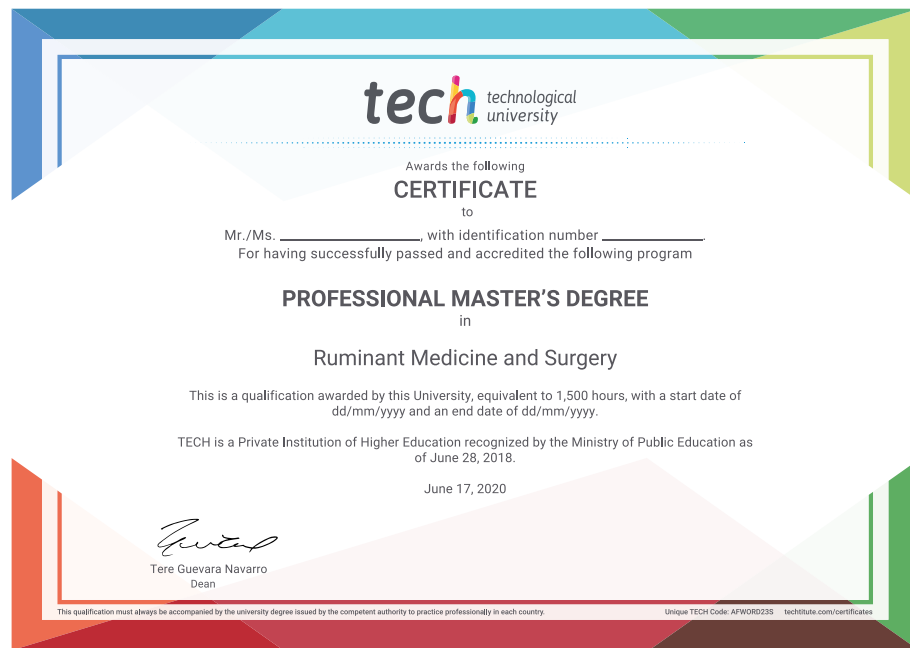 tech technological
university
Awards the following
CERTIFICATE
to
Mr./Ms. ____________________, with identification number ______________.
For having successfully passed and accredited the following program
PROFESSIONAL MASTER'S DEGREE
in
Ruminant Medicine and Surgery
This is a qualification awarded by this University, equivalent to 1,500 hours, with a start date of
dd/mm/yyyy and an end date of dd/mm/yyyy.
TECH is a Private Institution of Higher Education recognized by the Ministry of Public Education as
of June 28, 2018.
June 17, 2020
Tere Guevara Navarro
Dean
This qualification must always be accompanied by the university degree issued by the competent authority to practice professionally in each country. Unique TECH Code: AFWORD23S techtitute.com/certificates